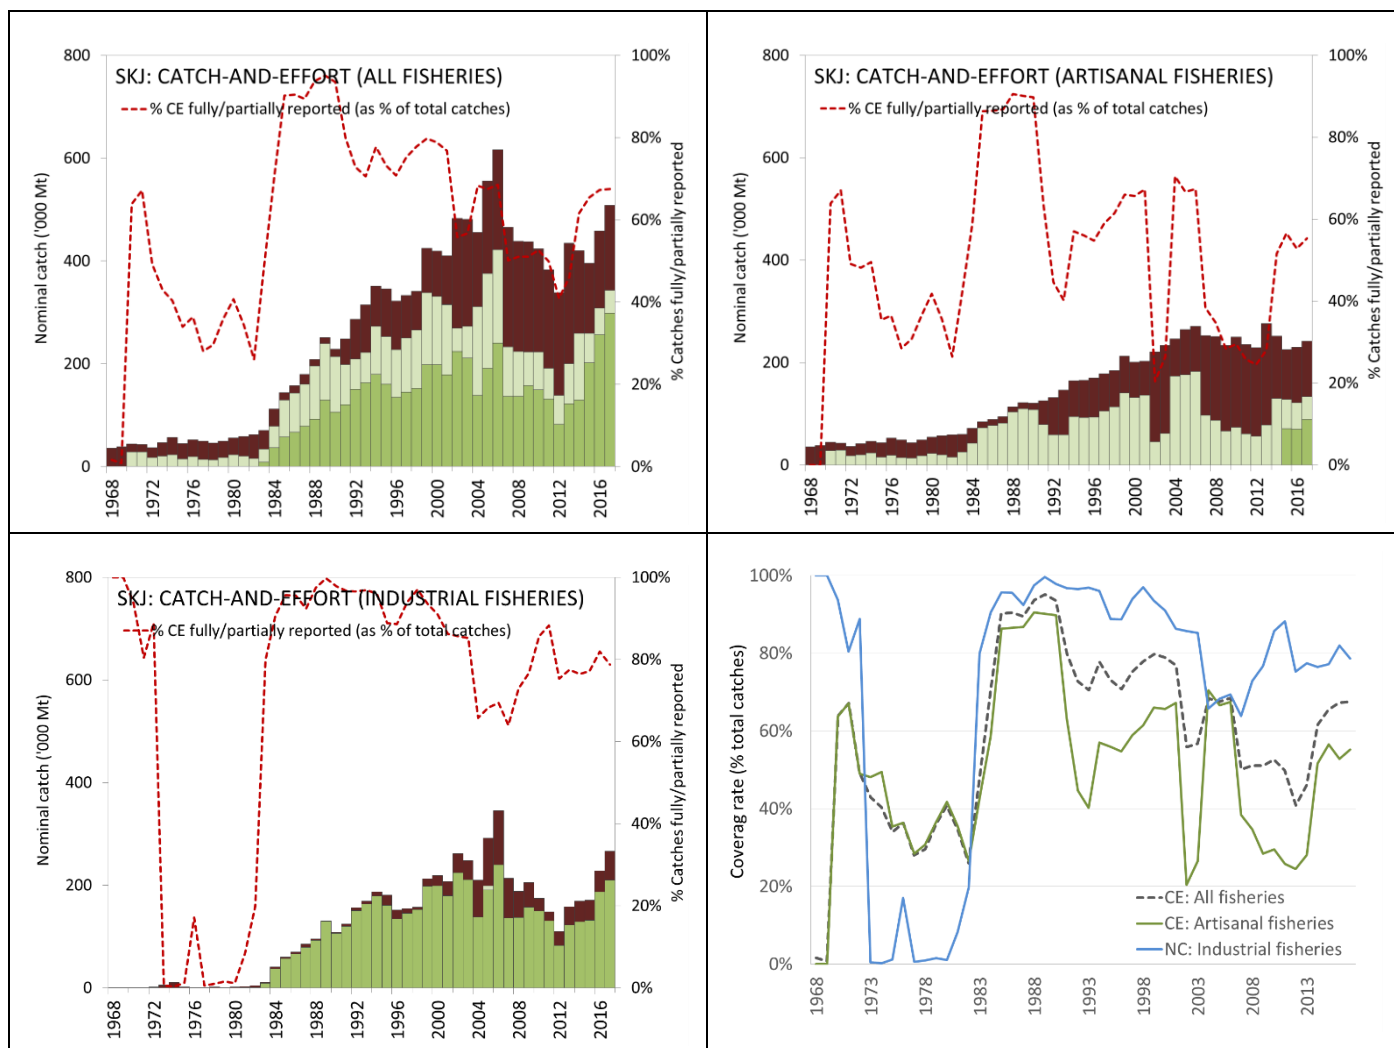 SKJ: CATCH-AND-EFFORT (ALL FISHERIES)
% CE fully/partially reported (as % of total catches)
Nominal catch ('000 Mt)
% Catches fully/partially reported
800
600
400
200
0
100%
80%
60%
40%
20%
0%
1968 1972 1976 1980 1984 1988 1992 1996 2000 2004 2008 2012 2016
SKJ: CATCH-AND-EFFORT (ARTISANAL FISHERIES)
% CE fully/partially reported (as % of total catches)
Nominal catch ('000 Mt)
% Catches fully/partially reported
800
600
400
200
0
100%
80%
60%
40%
20%
0%
1968 1972 1976 1980 1984 1988 1992 1996 2000 2004 2008 2012 2016
SKJ: CATCH-AND-EFFORT (INDUSTRIAL FISHERIES)
% CE fully/partially reported (as % of total catches)
Nominal catch ('000 Mt)
% Catches fully/partially reported
800
600
400
200
0
100%
80%
60%
40%
20%
0%
1968 1972 1976 1980 1984 1988 1992 1996 2000 2004 2008 2012 2016
Coverag rate (% total catches)
100%
80%
60%
40%
20%
0%
CE: All fisheries
CE: Artisanal fisheries
NC: Industrial fisheries
1968 1973 1978 1983 1988 1993 1998 2003 2008 2013